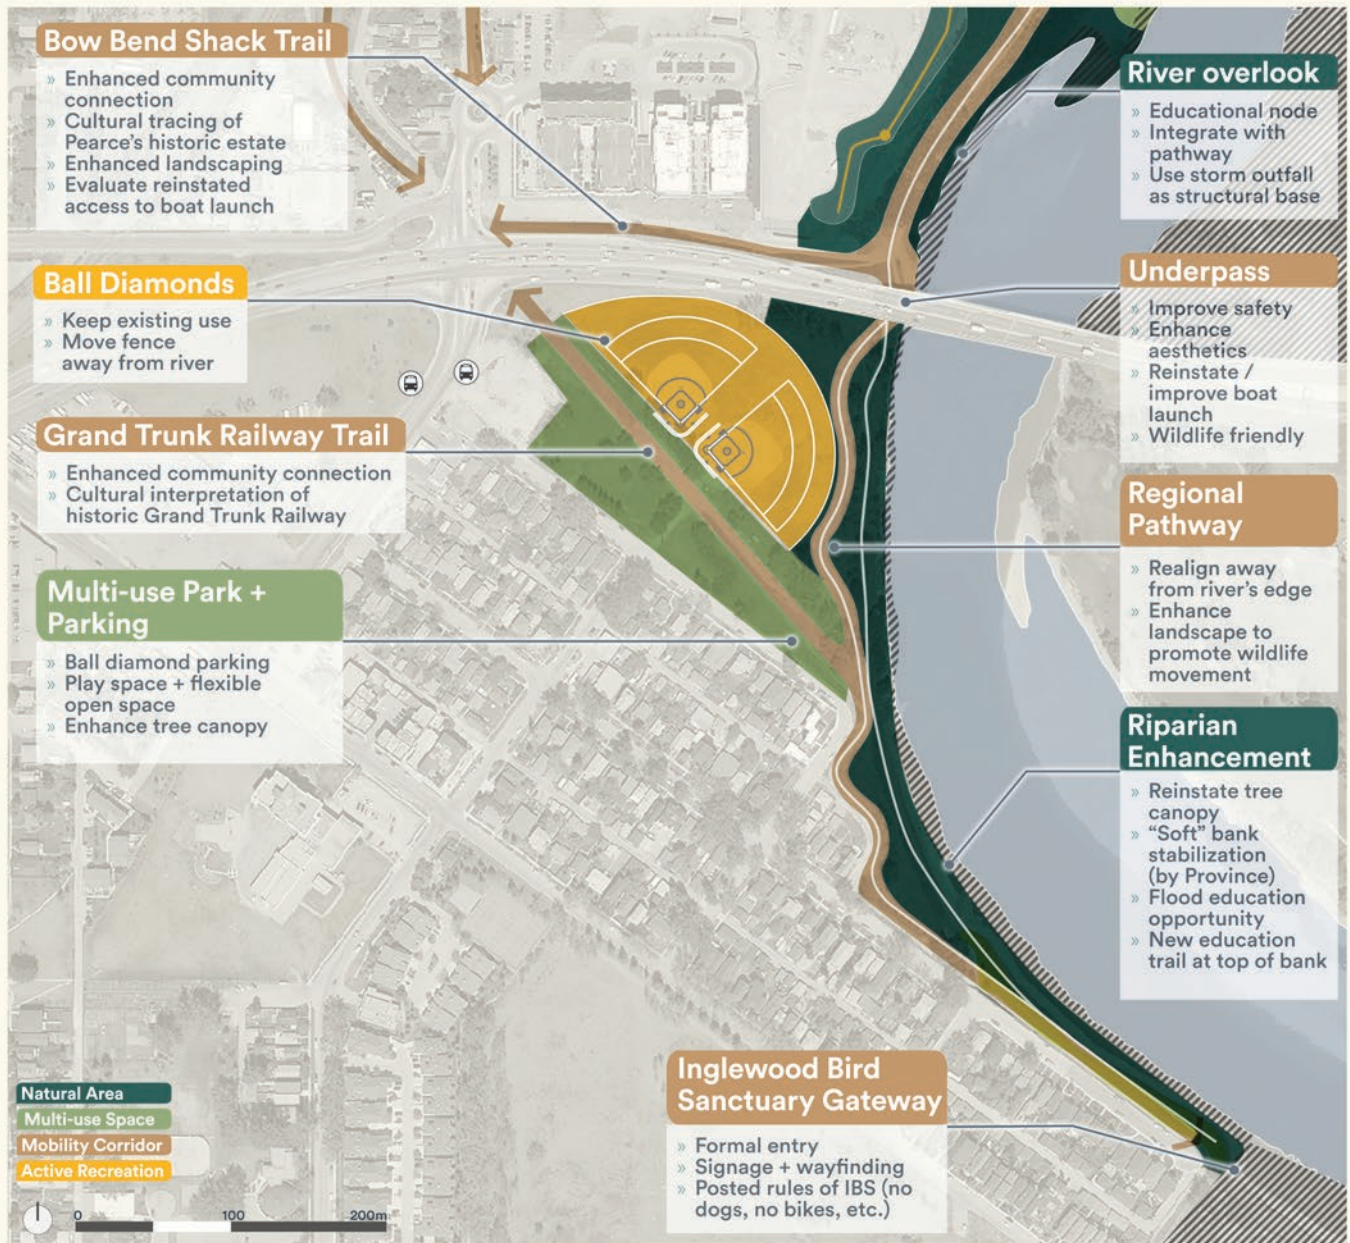 Bow Bend Shack Trail
» Enhanced community
connection
» Cultural tracing of
Pearce's historic estate
» Enhanced landscaping
» Evaluate reinstated
access to boat launch
Ball Diamonds
» Keep existing use
» Move fence
away from river
Grand Trunk Railway Trail
» Enhanced community connection
» Cultural interpretation of
historic Grand Trunk Railway
Multi-use Park +
Parking
» Ball diamond parking
» Play space + flexible
open space
» Enhance tree canopy
River overlook
» Educational node
» Integrate with
pathway
» Use storm outfall
as structural base
Underpass
» Improve safety
» Enhance
aesthetics
» Reinstate /
improve boat
launch
» Wildlife friendly
Regional
Pathway
» Realign away
from river's edge
» Enhance
landscape to
promote wildlife
movement
Riparian
Enhancement
» Reinstate tree
canopy
» "Soft" bank
stabilization
(by Province)
» Flood education
opportunity
» New education
trail at top of bank
Inglewood Bird
Sanctuary Gateway
» Formal entry
» Signage + wayfinding
» Posted rules of IBS (no
dogs, no bikes, etc.)
Natural Area
Multi-use Space
Mobility Corridor
Active Recreation
0 100 200m